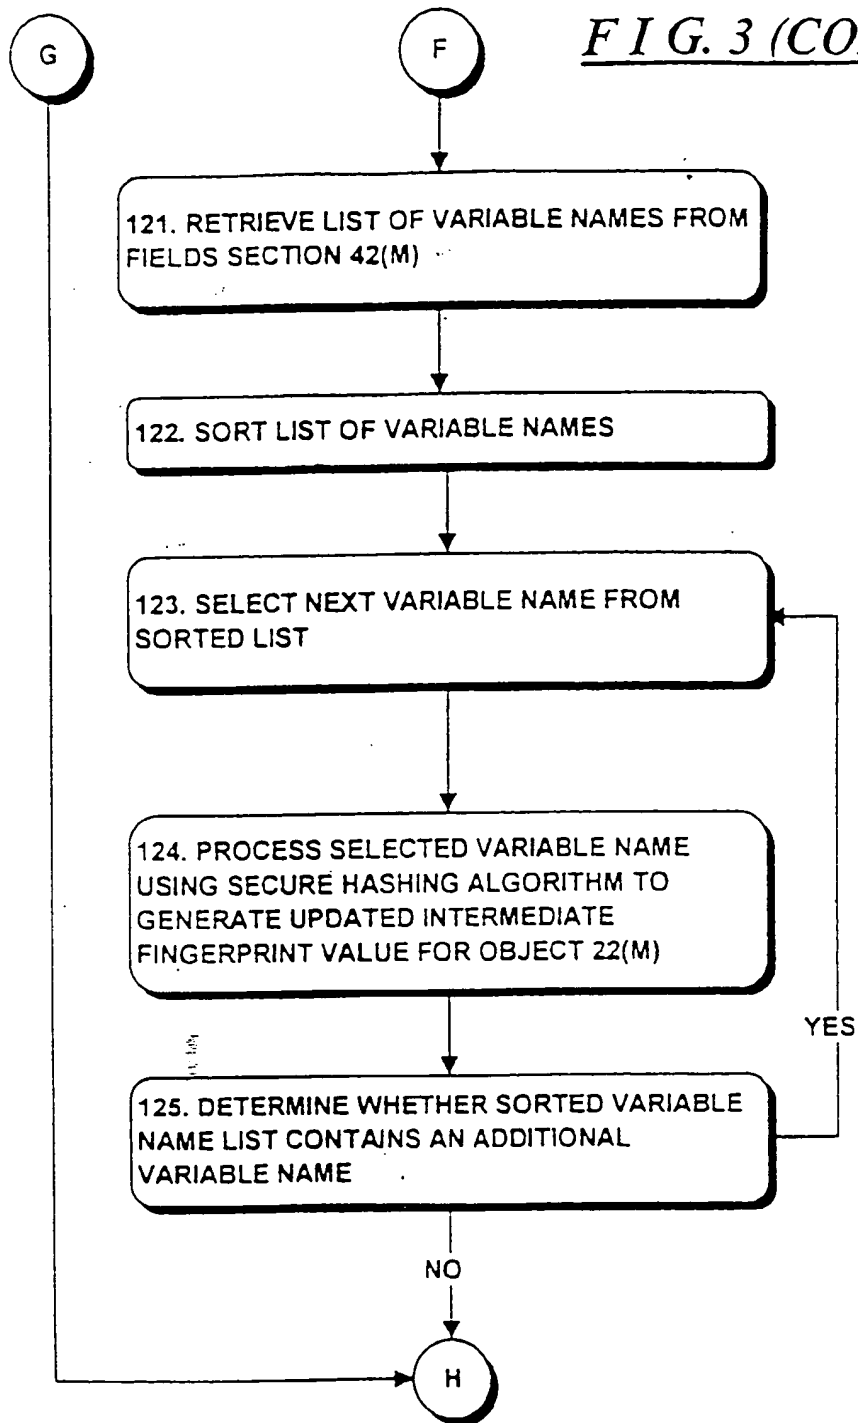 G
F
F I G. 3 (CO
121. RETRIEVE LIST OF VARIABLE NAMES FROM
FIELDS SECTION 42(M)
122. SORT LIST OF VARIABLE NAMES
123. SELECT NEXT VARIABLE NAME FROM
SORTED LIST
124. PROCESS SELECTED VARIABLE NAME
USING SECURE HASHING ALGORITHM TO
GENERATE UPDATED INTERMEDIATE
FINGERPRINT VALUE FOR OBJECT 22(M)
YES
125. DETERMINE WHETHER SORTED VARIABLE
NAME LIST CONTAINS AN ADDITIONAL
VARIABLE NAME
NO
H